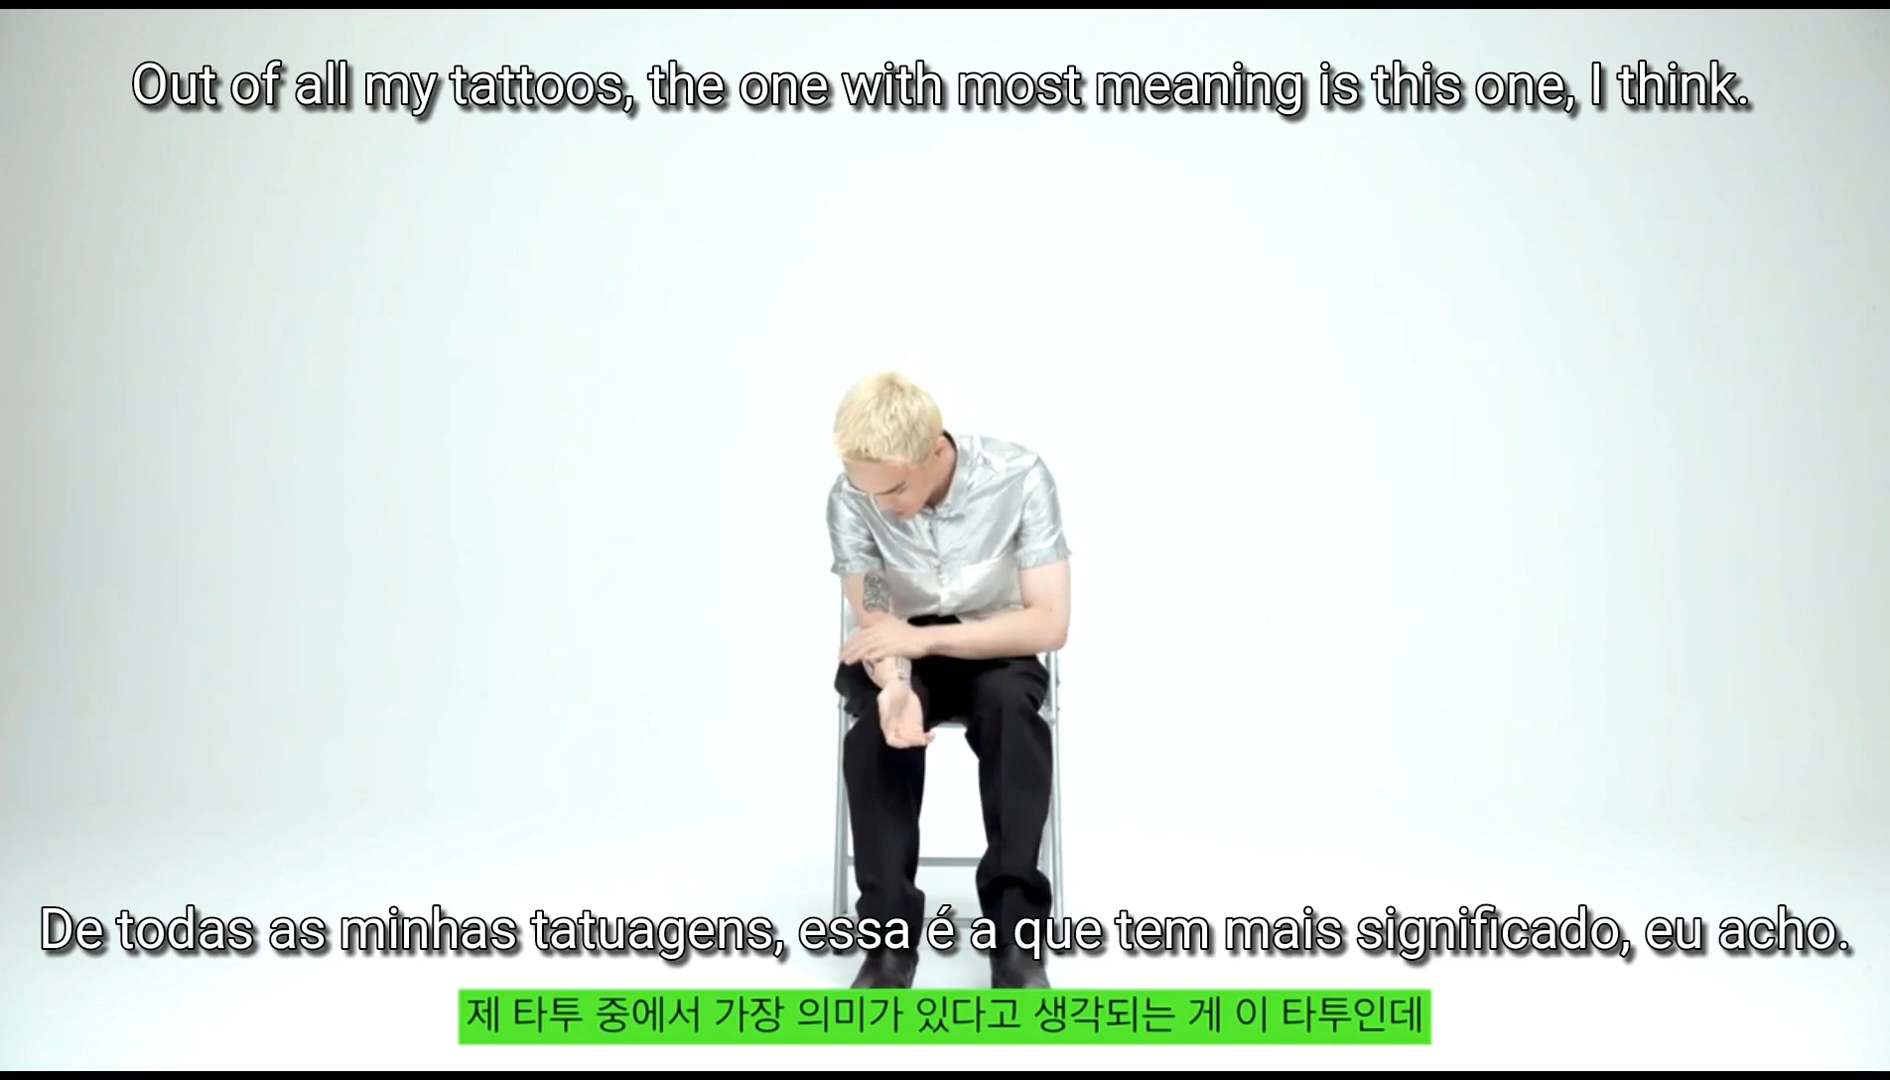 Out of all my tattoos, the one with most meaning is this one, I think.
De todas as minhas tatuagens, essa é a que tem mais significado, eu acho.
제 타투 중에서 가장 의미가 있다고 생각되는 게 이 타투인데